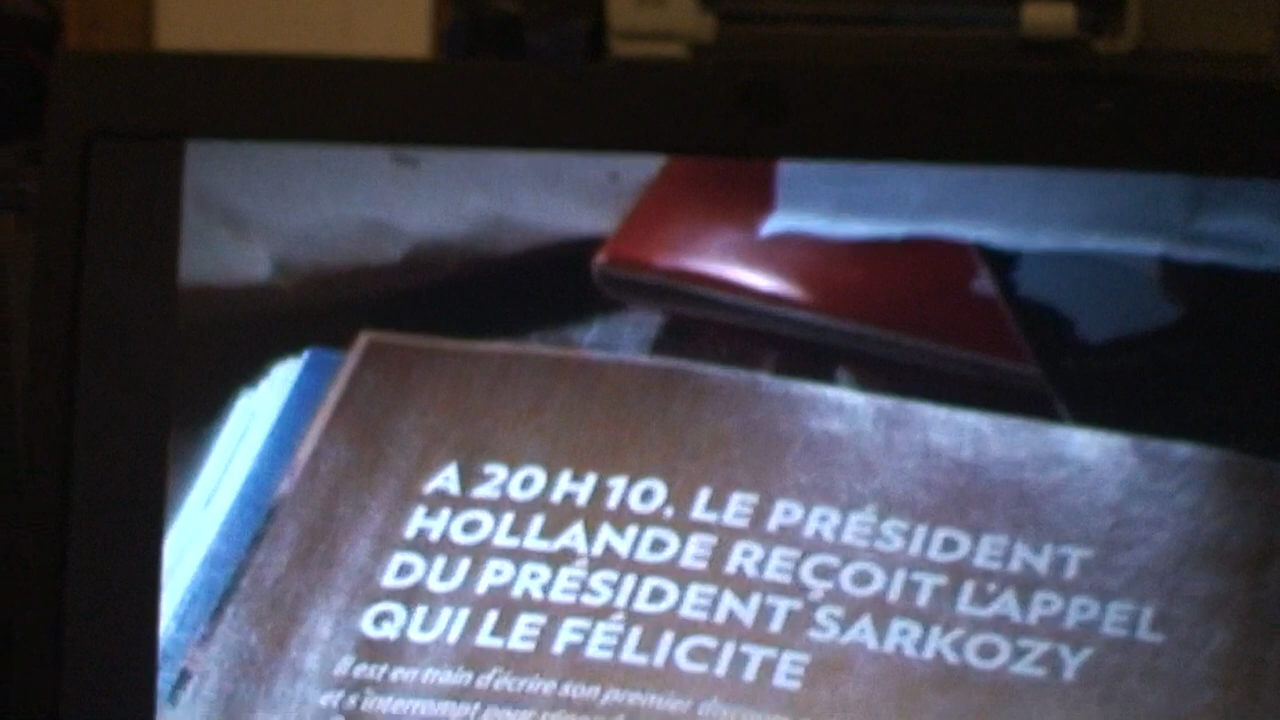 A 20 H 10, LE PRÉSIDENT
HOLLANDE REÇOIT L'APPEL
DU PRÉSIDENT SARKOZY
QUI LE FÉLICITE
Il est en train d'écrire son premier discours
et s'interrompt pour